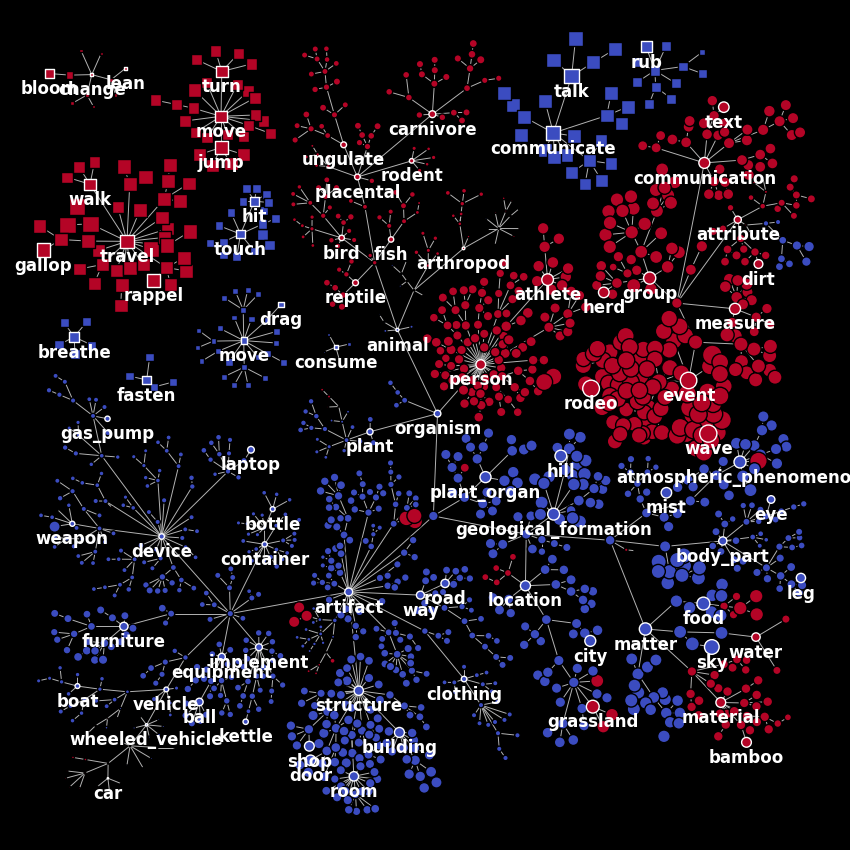 turn
talk
rub
bloom
change
lean
move
text
carnivore
communicate
jump
ungulate
rodent
communication
placental
walk
hit
attribute
touch
travel
bird
fish
arthropod
gallop
dirt
rappel
reptile
athlete
herd
group
drag
measure
breathe
move
consume
animal
person
fasten
rodeo
event
gas_pump
plant
organism
wave
laptop
hill
atmospheric_phenomeno
plant_organ
mist
bottle
geological_formation
eye
weapon
device
container
body_part
artifact
way
road
location
leg
furniture
food
matter
sky
water
city
implement
equipment
boat
vehicle
ball
structure
clothing
grassland
material
wheeled_vehicle
kettle
building
shop
door
bamboo
car
room